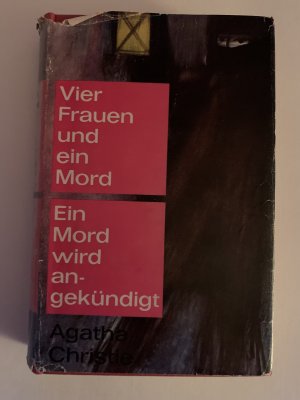 Vier
Frauen
und
ein
Mord
Ein
Mord
wird
an-
gekündigt
Agatha
Christie